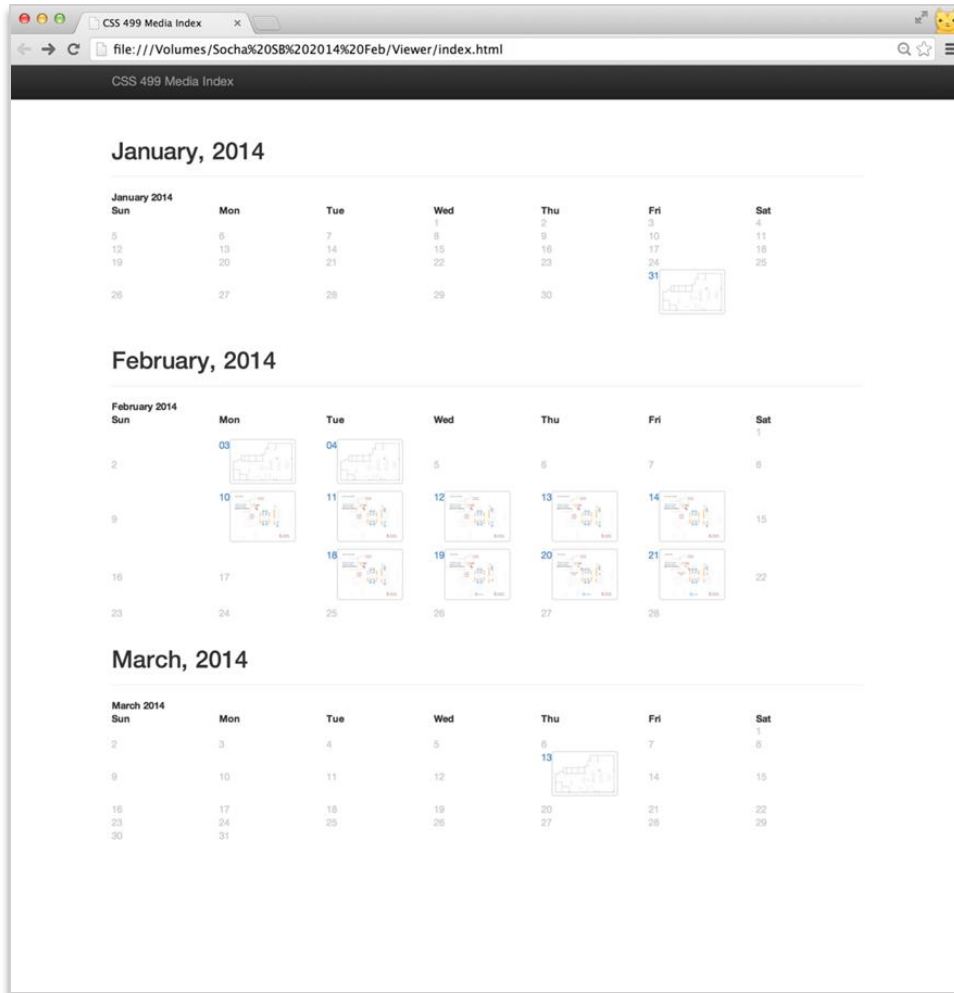 CSS 499 Media Index
file:///Volumes/Socha%20SB%202014%20Feb/Viewer/index.html
CSS 499 Media Index
January, 2014
January 2014
Sun Mon Tue Wed Thu Fri Sat
1 2 3 4
5 6 7 8 9 10 11
12 13 14 15 16 17 18
19 20 21 22 23 24 25
26 27 28 29 30 31
February, 2014
February 2014
Sun Mon Tue Wed Thu Fri Sat
1
2 03 04 5 6 7 8
9 10 11 12 13 14 15
16 17 18 19 20 21 22
23 24 25 26 27 28
March, 2014
March 2014
Sun Mon Tue Wed Thu Fri Sat
1
2 3 4 5 6 7 8
9 10 11 12 13 14 15
16 17 18 19 20 21 22
23 24 25 26 27 28 29
30 31